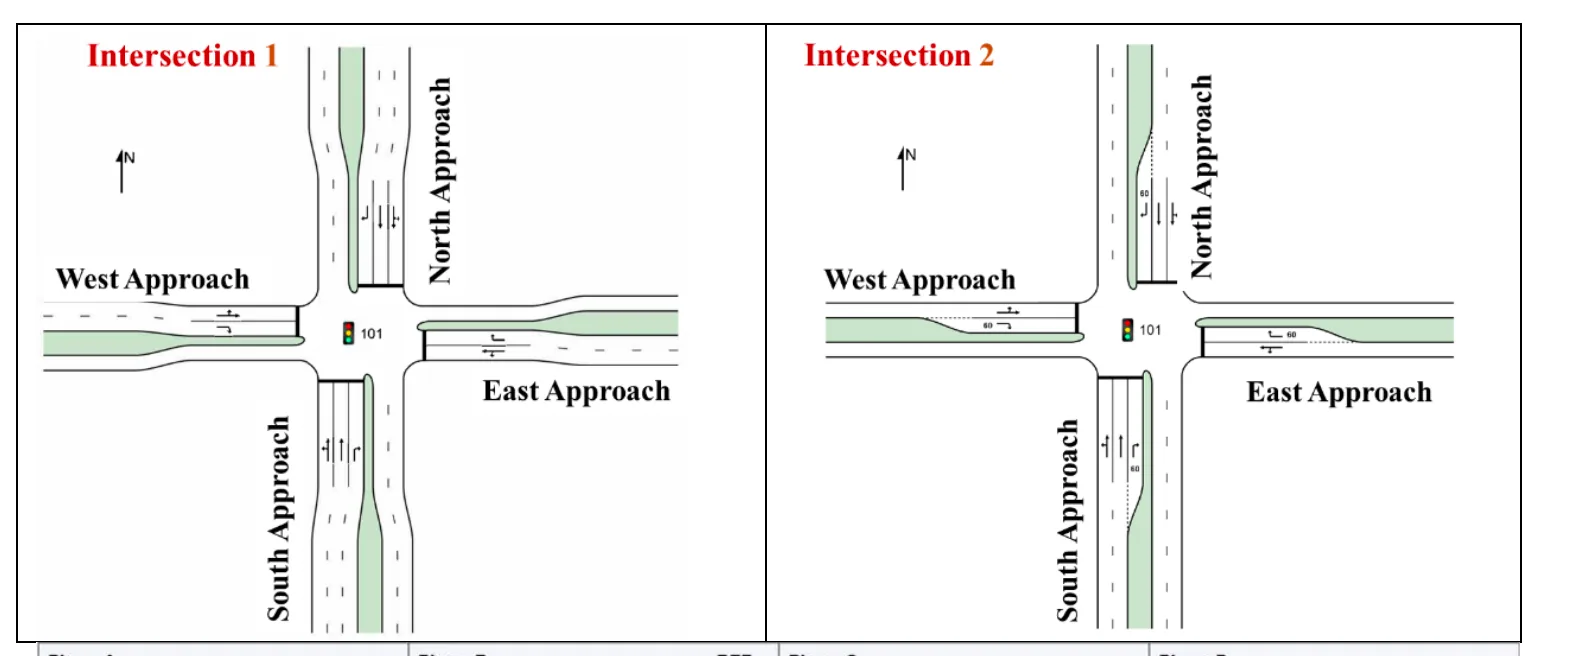 Intersection 1
N
North Approach
West Approach
101
East Approach
South Approach
Intersection 2
N
North Approach
60
West Approach
60
101
60
East Approach
South Approach
60